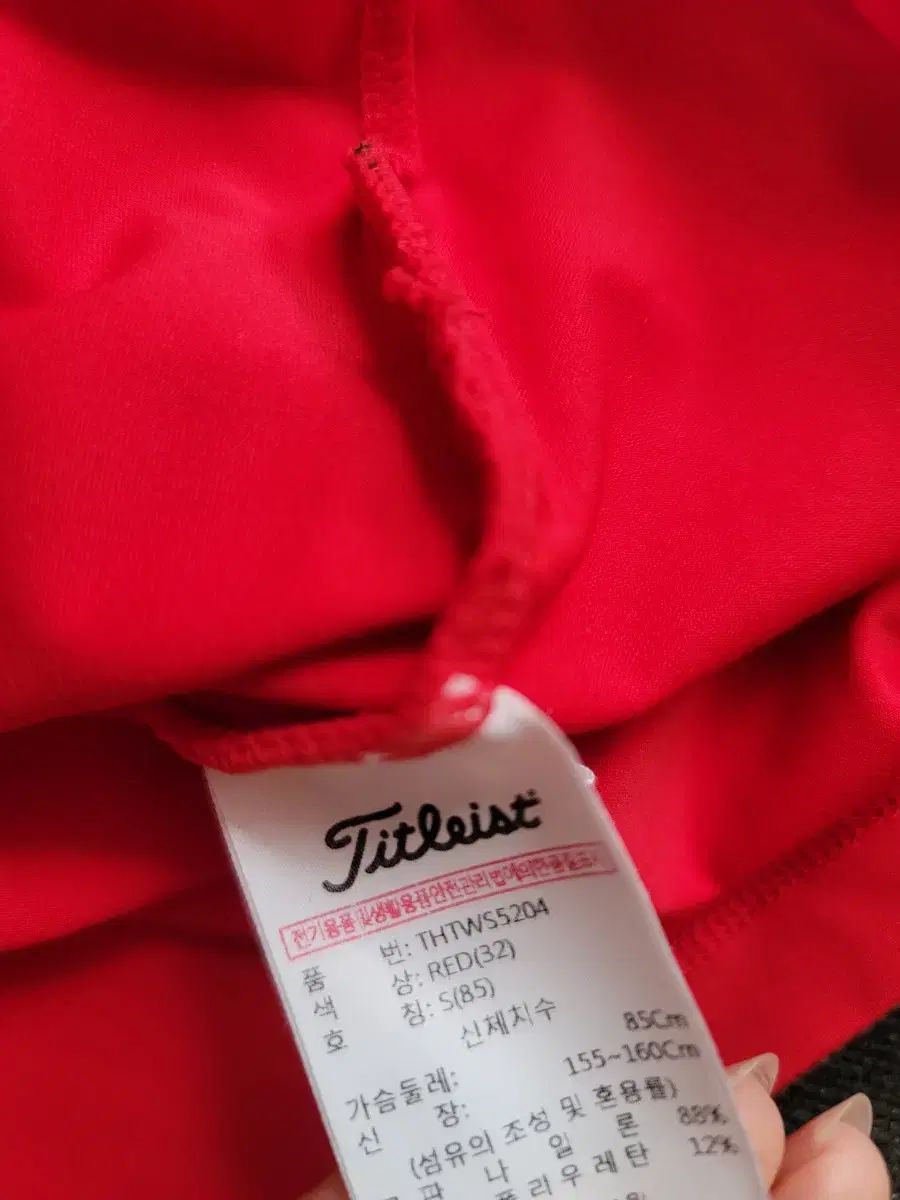 Titleist
전기용품 및 생활용품안전관리법에의한품질표시
품 번: THTWS5204
색 상: RED(32)
호 칭: S(85)
신체치수
가슴둘레: 85Cm
신 장: 155~160Cm
(섬유의 조성 및 혼용률)
나 일 론 88%
폴리우레탄 12%